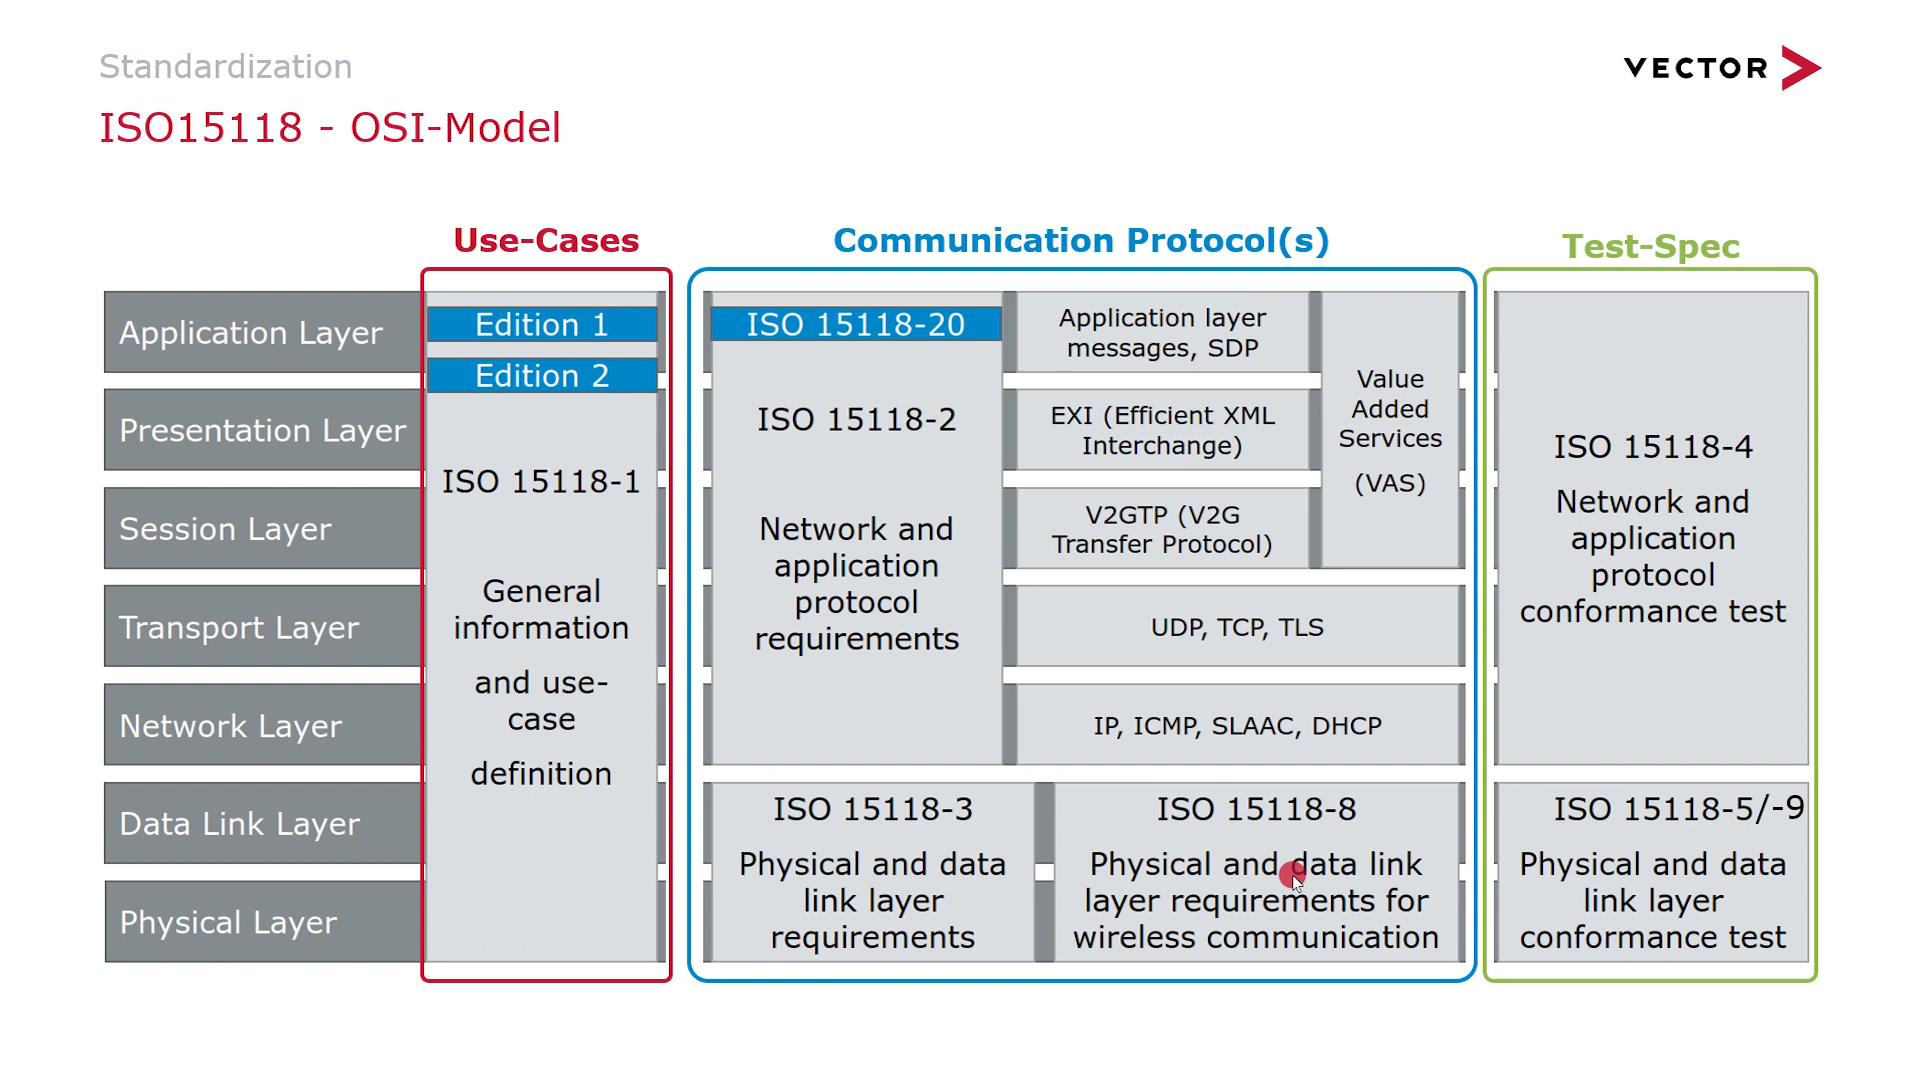 Standardization
VECTOR
ISO15118 - OSI-Model
Use-Cases
Communication Protocol(s)
Test-Spec
Application Layer
Presentation Layer
Session Layer
Transport Layer
Network Layer
Data Link Layer
Physical Layer
Edition 1
Edition 2
ISO 15118-1
General
information
and use-
case
definition
ISO 15118-20
ISO 15118-2
Network and
application
protocol
requirements
Application layer
messages, SDP
EXI (Efficient XML
Interchange)
V2GTP (V2G
Transfer Protocol)
Value
Added
Services
(VAS)
UDP, TCP, TLS
IP, ICMP, SLAAC, DHCP
ISO 15118-3
Physical and data
link layer
requirements
ISO 15118-8
Physical and data link
layer requirements for
wireless communication
ISO 15118-4
Network and
application
protocol
conformance test
ISO 15118-5/-9
Physical and data
link layer
conformance test